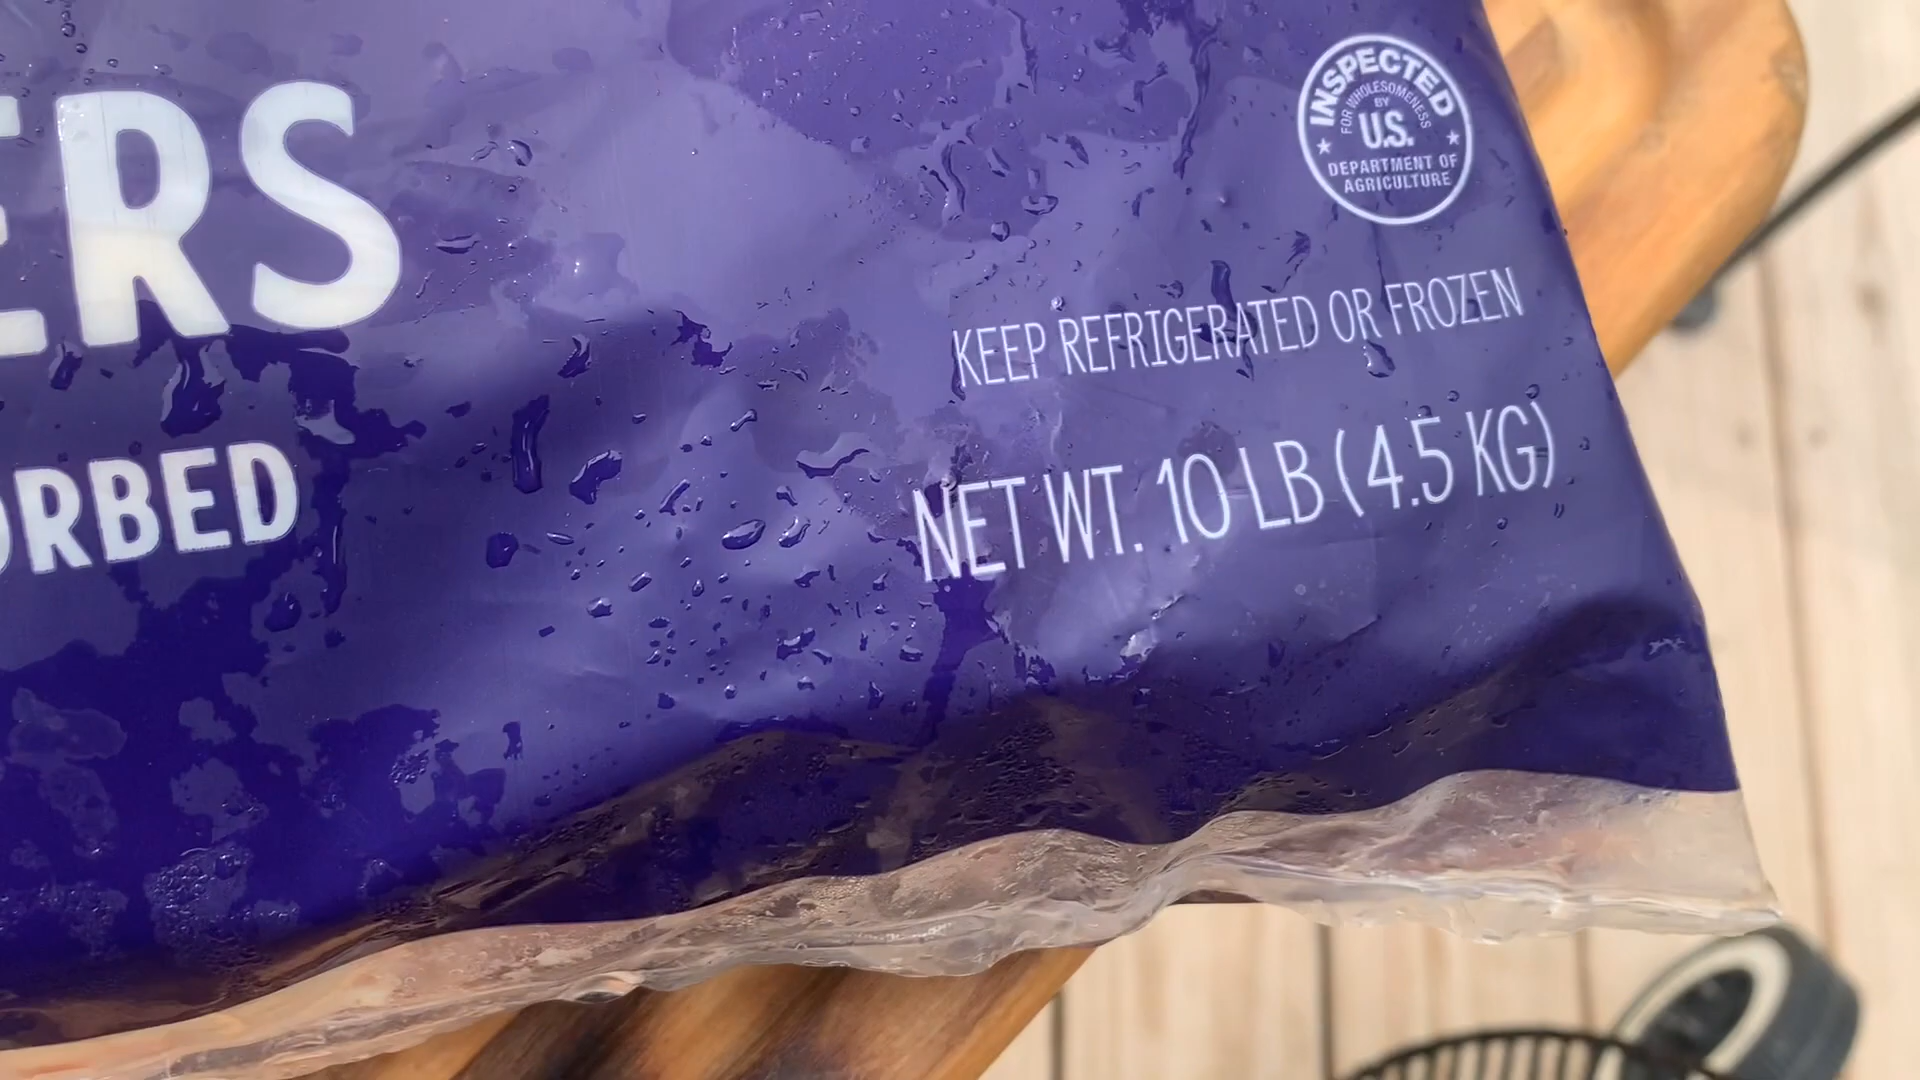 ERS
ORBED
INSPECTED
FOR WHOLESOMENESS
BY
U.S.
DEPARTMENT OF
AGRICULTURE
KEEP REFRIGERATED OR FROZEN
NET WT. 10 LB (4.5 KG)